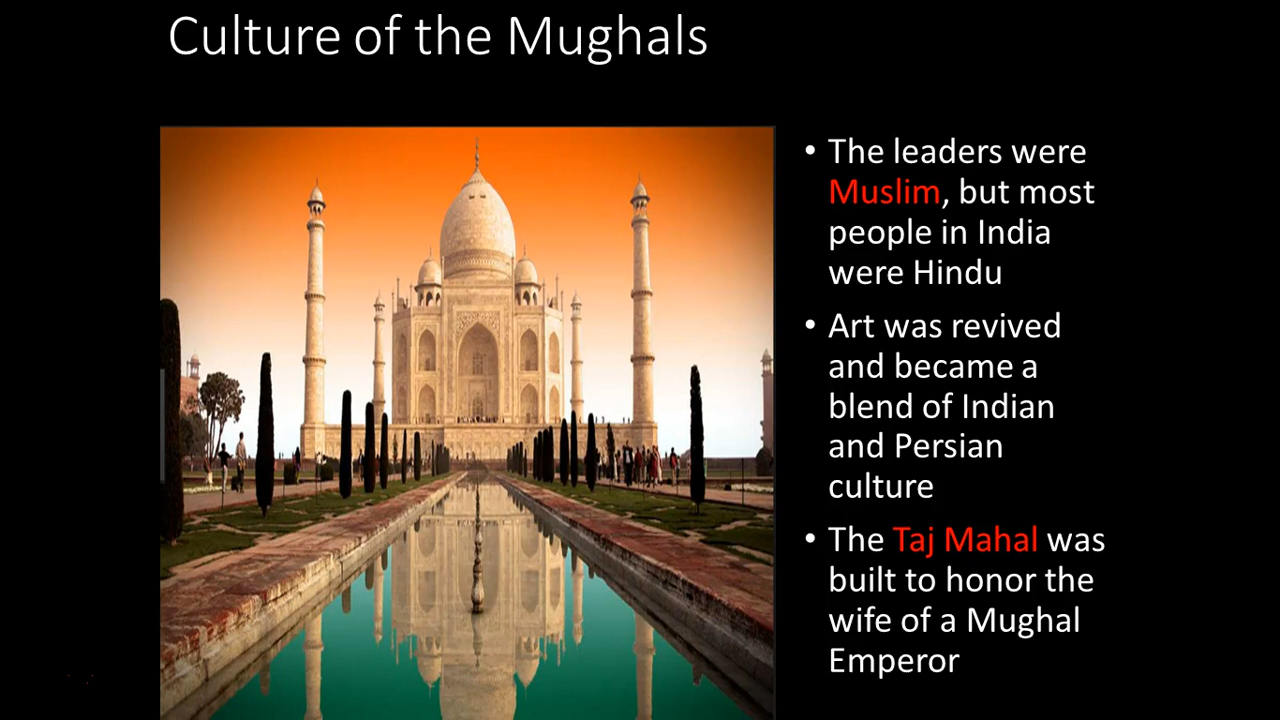 Culture of the Mughals
• The leaders were
Muslim, but most
people in India
were Hindu
• Art was revived
and became a
blend of Indian
and Persian
culture
• The Taj Mahal was
built to honor the
wife of a Mughal
Emperor